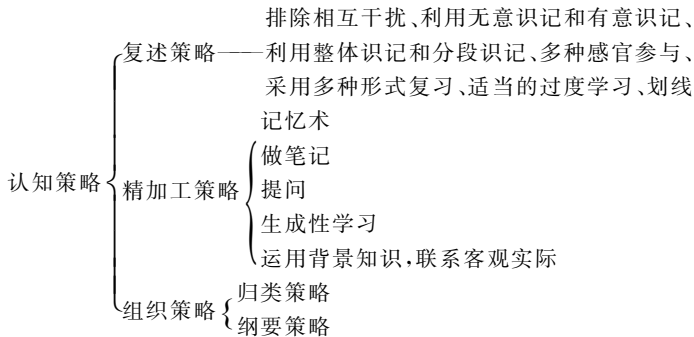 排除相互干扰、利用无意识记和有意识记、
复述策略——利用整体识记和分段识记、多种感官参与、
采用多种形式复习、适当的过度学习、划线
记忆术
做笔记
认知策略 精加工策略 提问
生成性学习
运用背景知识,联系客观实际
组织策略 归类策略
纲要策略